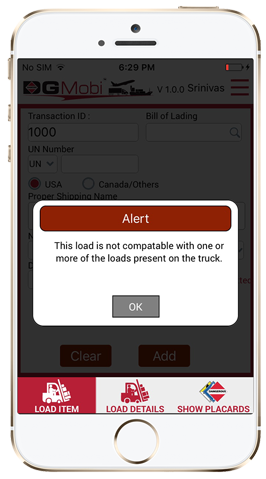 No SIM 6:29 PM
DGMobi V 1.0.0 Srinivas
Transaction ID : Bill of Lading
1000
UN Number
UN
USA Canada/Others
Proper Shipping Name
Alert
This load is not compatable with one or
more of the loads present on the truck.
OK
Clear Add
LOAD ITEM LOAD DETAILS SHOW PLACARDS